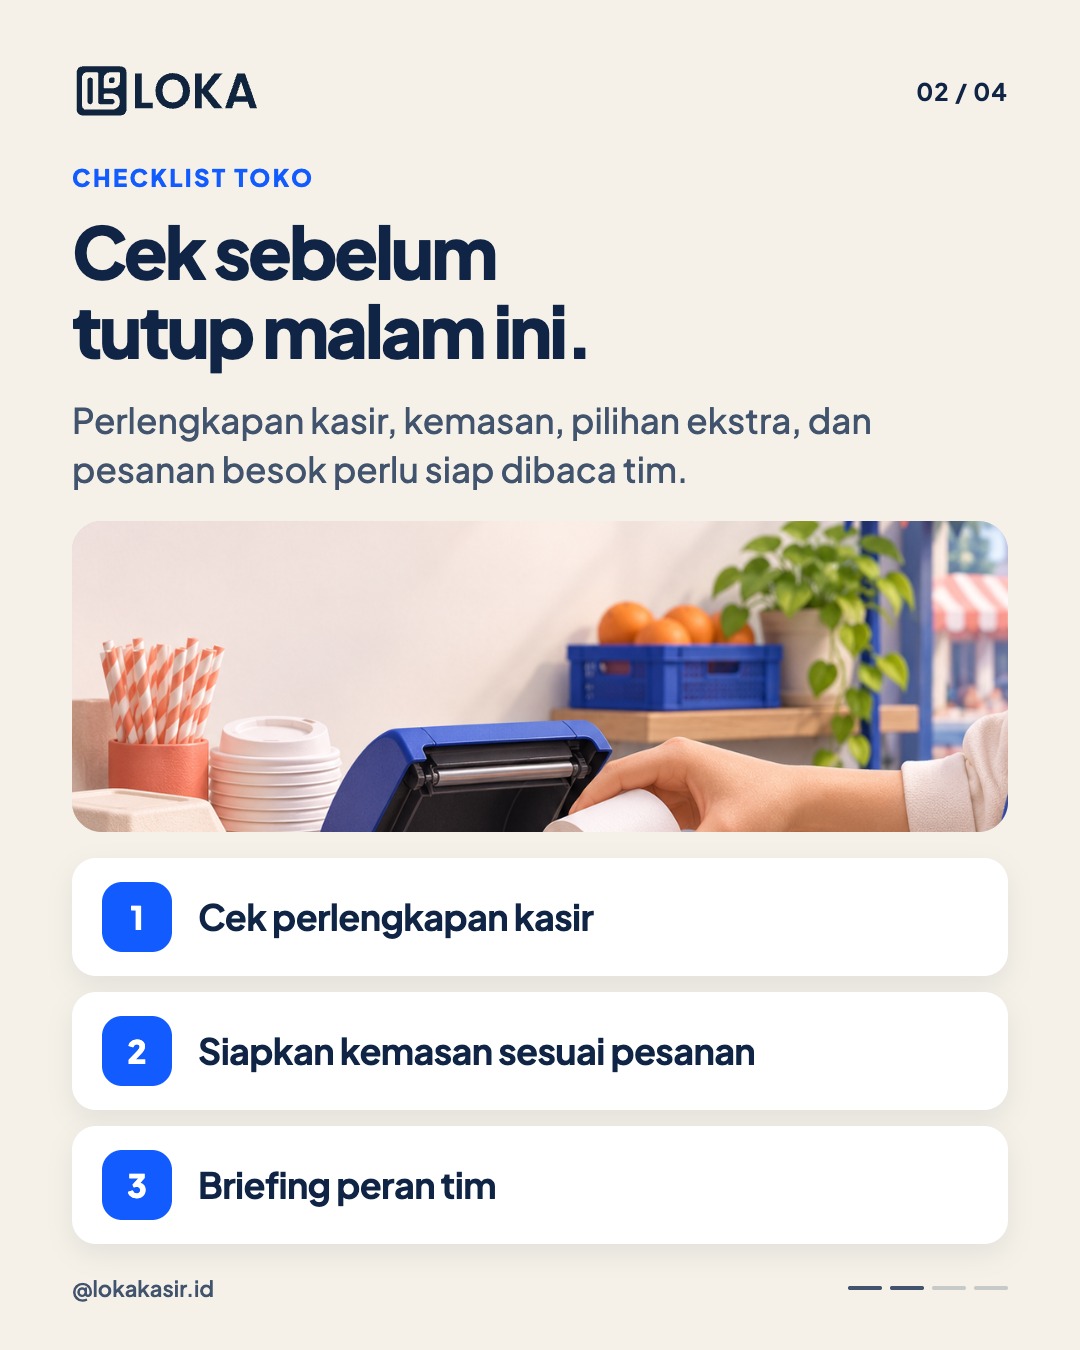 LOKA
02 / 04
CHECKLIST TOKO
Cek sebelum
tutup malam ini.
Perlengkapan kasir, kemasan, pilihan ekstra, dan
pesanan besok perlu siap dibaca tim.
1 Cek perlengkapan kasir
2 Siapkan kemasan sesuai pesanan
3 Briefing peran tim
@lokakasir.id